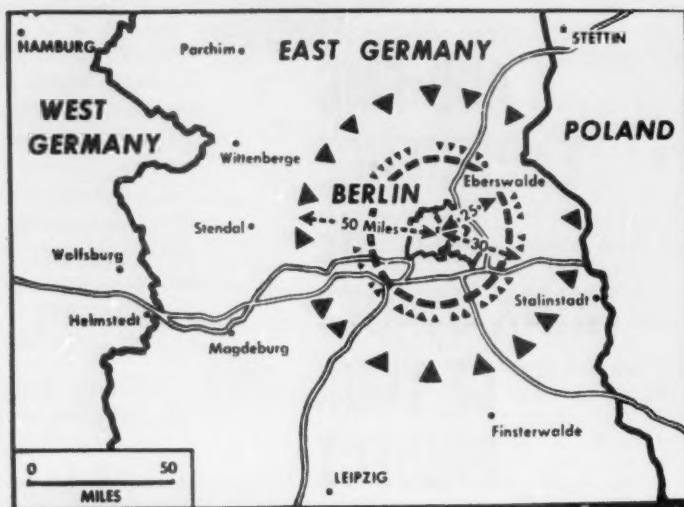 HAMBURG
Parchim
EAST GERMANY
STETTIN
WEST
GERMANY
POLAND
Wittenberge
Eberswalde
BERLIN
25
50 Miles
Stendal
30
Wolfsburg
Stalinstadt
Helmstedt
Magdeburg
Finsterwalde
0 50
MILES
LEIPZIG